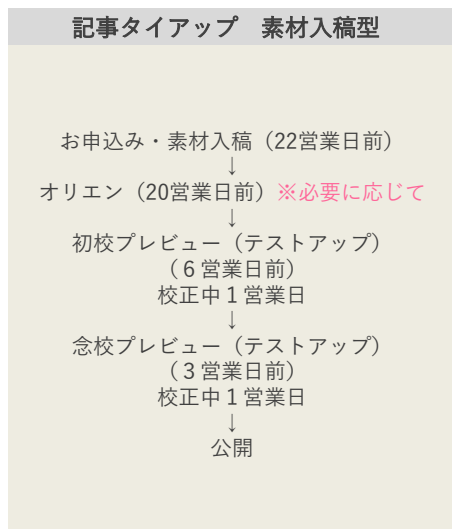 記事タイアップ　素材入稿型
お申込み・素材入稿（22営業日前）
↓
オリエン（20営業日前）※必要に応じて
↓
初校プレビュー（テストアップ）
（６営業日前）
校正中１営業日
↓
念校プレビュー（テストアップ）
（３営業日前）
校正中１営業日
↓
公開